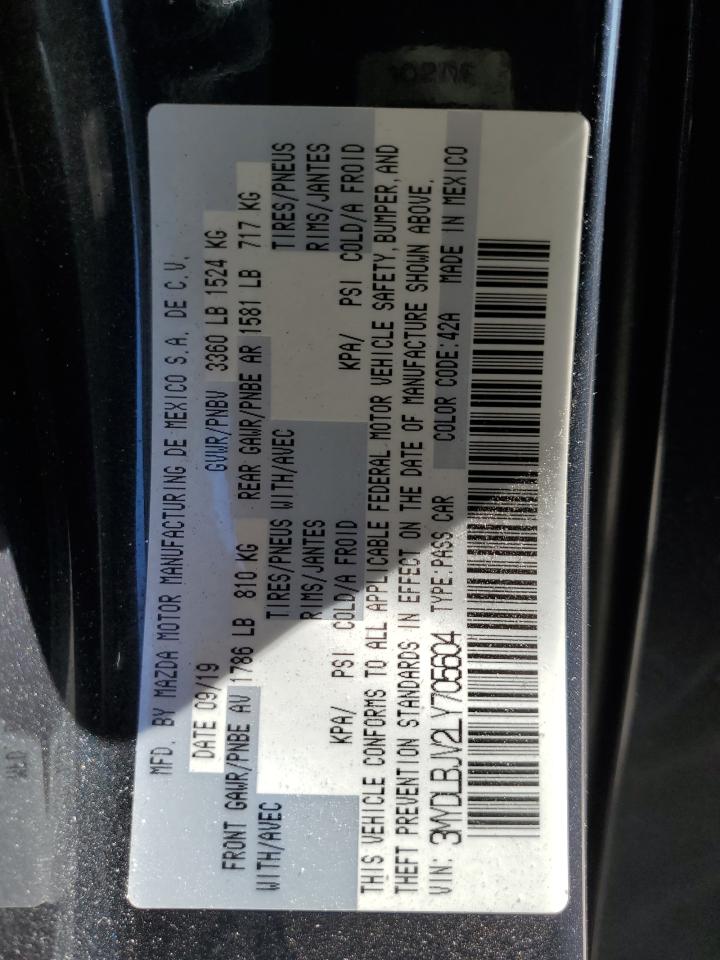 MFD. BY MAZDA MOTOR MANUFACTURING DE MEXICO S.A. DE C.V.
DATE 09/19 GVWR/PNBV 3360 LB 1524 KG
FRONT GAWR/PNBE AV 1786 LB 810 KG REAR GAWR/PNBE AR 1581 LB 717 KG
WITH/AVEC TIRES/PNEUS WITH/AVEC TIRES/PNEUS
RIMS/JANTES RIMS/JANTES
KPA/ PSI COLD/A FROID KPA/ PSI COLD/A FROID
THIS VEHICLE CONFORMS TO ALL APPLICABLE FEDERAL MOTOR VEHICLE SAFETY, BUMPER, AND
THEFT PREVENTION STANDARDS IN EFFECT ON THE DATE OF MANUFACTURE SHOWN ABOVE.
VIN: 3MYDLBJV2LY705604 TYPE:PASS CAR COLOR CODE:42A MADE IN MEXICO